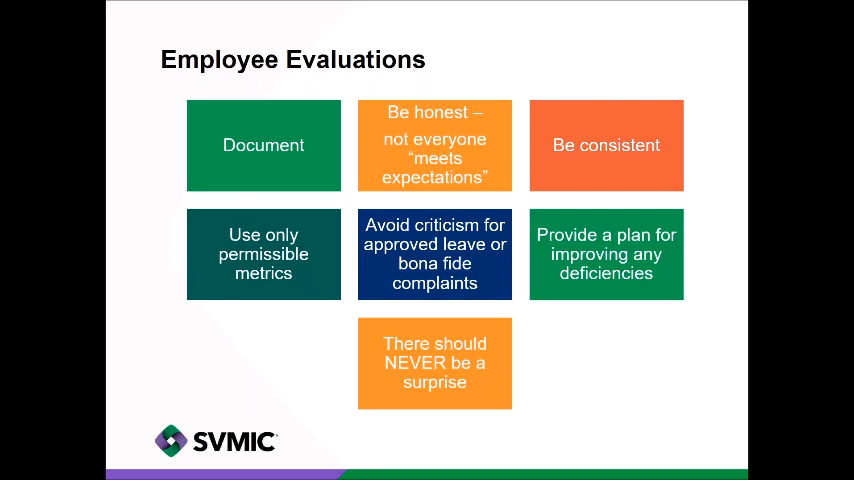 Employee Evaluations
Document
Be honest –
not everyone
“meets
expectations”
Be consistent
Use only
permissible
metrics
Avoid criticism for
approved leave or
bona fide
complaints
Provide a plan for
improving any
deficiencies
There should
NEVER be a
surprise
SVMIC